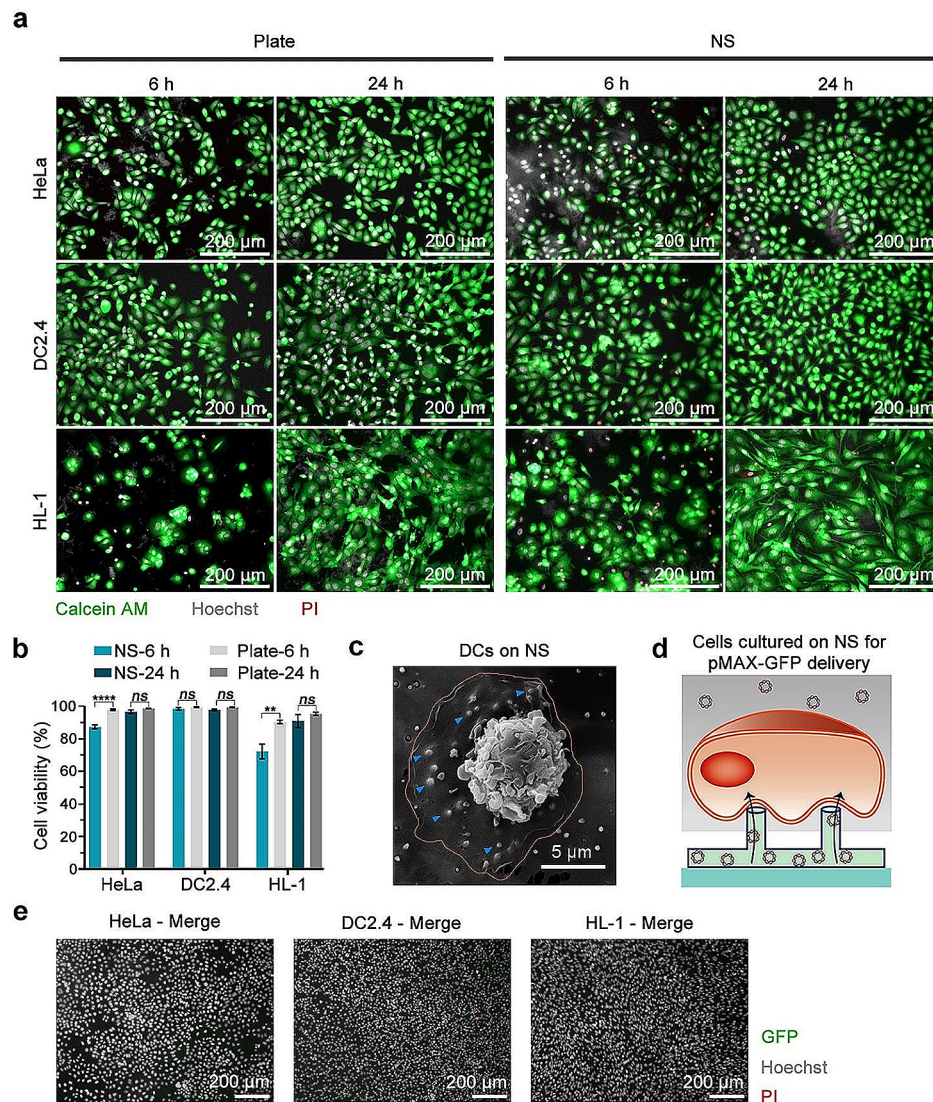 a
Plate
NS
6 h
24 h
6 h
24 h
HeLa
200 µm
200 µm
200 µm
200 µm
DC2.4
200 µm
200 µm
200 µm
200 µm
HL-1
200 µm
200 µm
200 µm
200 µm
Calcein AM
Hoechst
PI
b
NS-6 h
Plate-6 h
NS-24 h
Plate-24 h
Cell viability (%)
100
80
60
40
20
0
****
ns
ns
ns
**
ns
HeLa
DC2.4
HL-1
c
DCs on NS
5 µm
d
Cells cultured on NS for
pMAX-GFP delivery
e
HeLa - Merge
DC2.4 - Merge
HL-1 - Merge
200 µm
200 µm
200 µm
GFP
Hoechst
PI